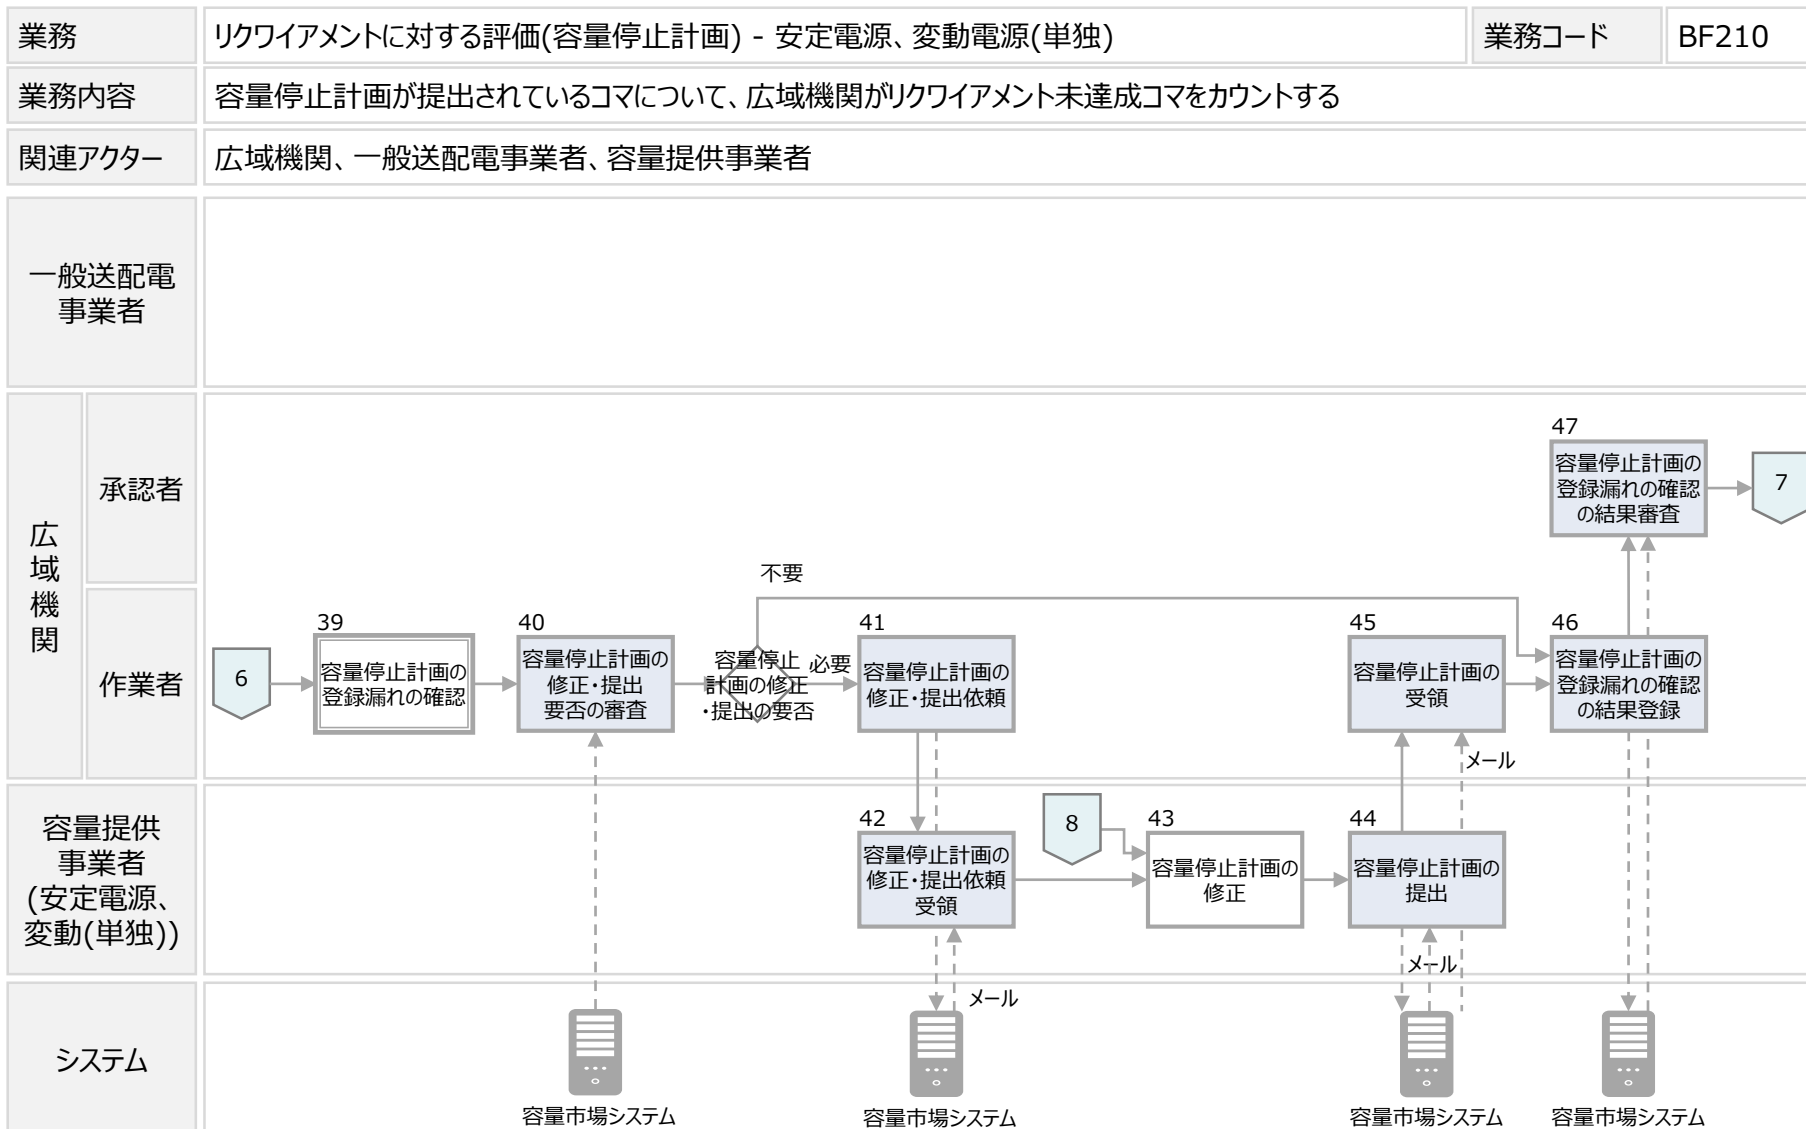 業務
リクワイアメントに対する評価(容量停止計画) - 安定電源、変動電源(単独)
業務コード
BF210
業務内容
容量停止計画が提出されているコマについて、広域機関がリクワイアメント未達成コマをカウントする
関連アクター
広域機関、一般送配電事業者、容量提供事業者
一般送配電
事業者
広
域
機
関
承認者
47
容量停止計画の
登録漏れの確認
の結果審査
7
作業者
6
39
容量停止計画の
登録漏れの確認
40
容量停止計画の
修正・提出
要否の審査
容量停止
計画の修正
・提出の要否
不要
必要
41
容量停止計画の
修正・提出依頼
45
容量停止計画の
受領
46
容量停止計画の
登録漏れの確認
の結果登録
メール
容量提供
事業者
(安定電源、
変動(単独))
42
容量停止計画の
修正・提出依頼
受領
8
43
容量停止計画の
修正
44
容量停止計画の
提出
メール
システム
メール
容量市場システム
容量市場システム
容量市場システム
容量市場システム